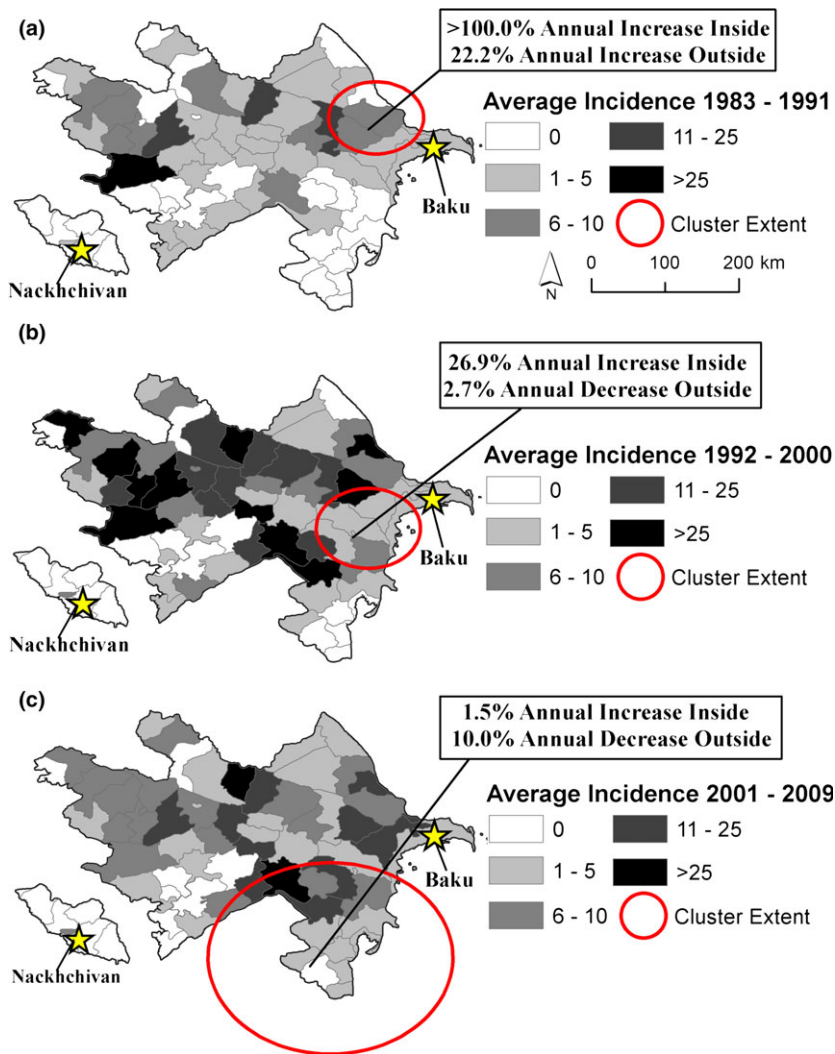 (a)
>100.0% Annual Increase Inside
22.2% Annual Increase Outside
Average Incidence 1983 - 1991
0
11 - 25
1 - 5
>25
6 - 10
Cluster Extent
Baku
Nackhchivan
N
0
100
200 km
(b)
26.9% Annual Increase Inside
2.7% Annual Decrease Outside
Average Incidence 1992 - 2000
0
11 - 25
1 - 5
>25
6 - 10
Cluster Extent
Baku
Nackhchivan
(c)
1.5% Annual Increase Inside
10.0% Annual Decrease Outside
Average Incidence 2001 - 2009
0
11 - 25
1 - 5
>25
6 - 10
Cluster Extent
Baku
Nackhchivan